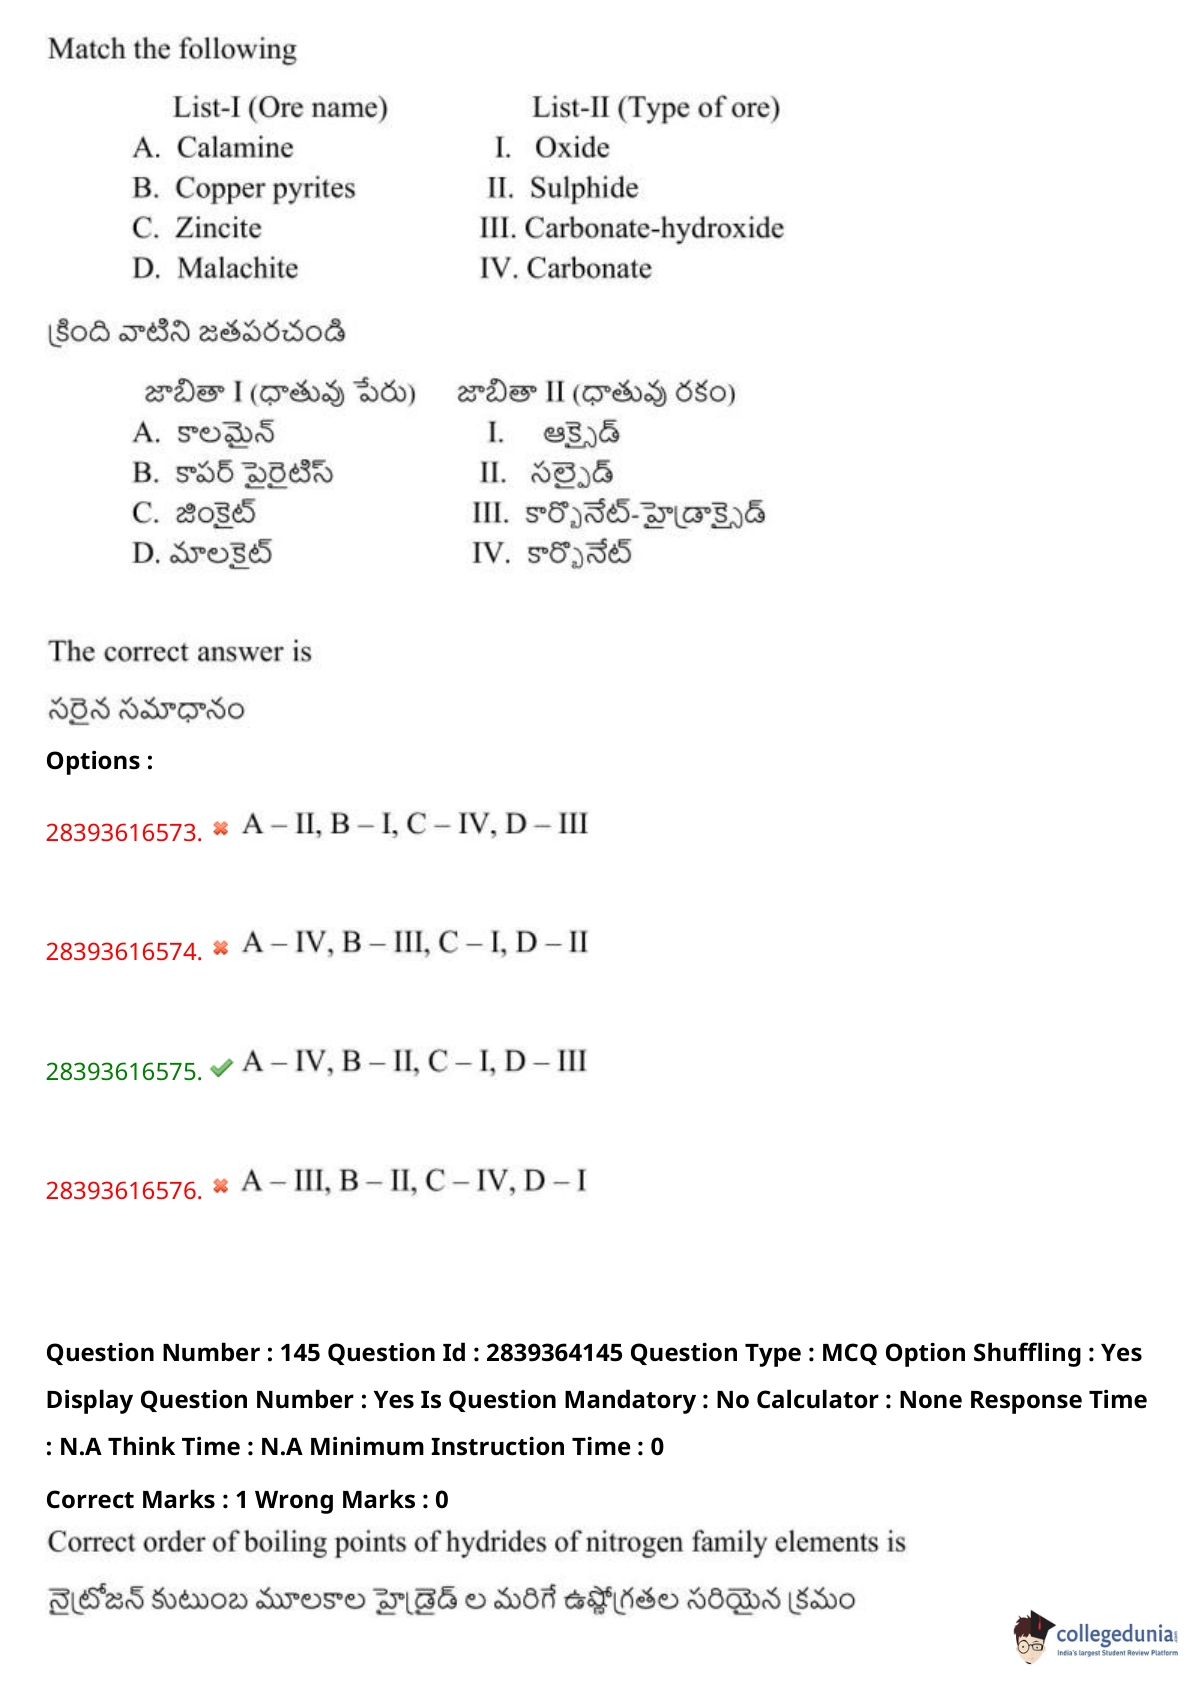 Match the following
List-I (Ore name) List-II (Type of ore)
A. Calamine I. Oxide
B. Copper pyrites II. Sulphide
C. Zincite III. Carbonate-hydroxide
D. Malachite IV. Carbonate
క్రింది వాటిని జతపరచండి
జాబితా I (ధాతువు పేరు) జాబితా II (ధాతువు రకం)
A. కాలమైన్ I. ఆక్సైడ్
B. కాపర్ పైరైటిస్ II. సల్ఫైడ్
C. జింకైట్ III. కార్బొనేట్-హైడ్రాక్సైడ్
D. మాలకైట్ IV. కార్బొనేట్
The correct answer is
సరైన సమాధానం
Options :
28393616573. A – II, B – I, C – IV, D – III
28393616574. A – IV, B – III, C – I, D – II
28393616575. A – IV, B – II, C – I, D – III
28393616576. A – III, B – II, C – IV, D – I
Question Number : 145 Question Id : 2839364145 Question Type : MCQ Option Shuffling : Yes
Display Question Number : Yes Is Question Mandatory : No Calculator : None Response Time
: N.A Think Time : N.A Minimum Instruction Time : 0
Correct Marks : 1 Wrong Marks : 0
Correct order of boiling points of hydrides of nitrogen family elements is
నైట్రోజన్ కుటుంబ మూలకాల హైడ్రైడ్ ల మరిగే ఉష్ణోగ్రతల సరియైన క్రమం
collegedunia
India's largest Student Review Platform